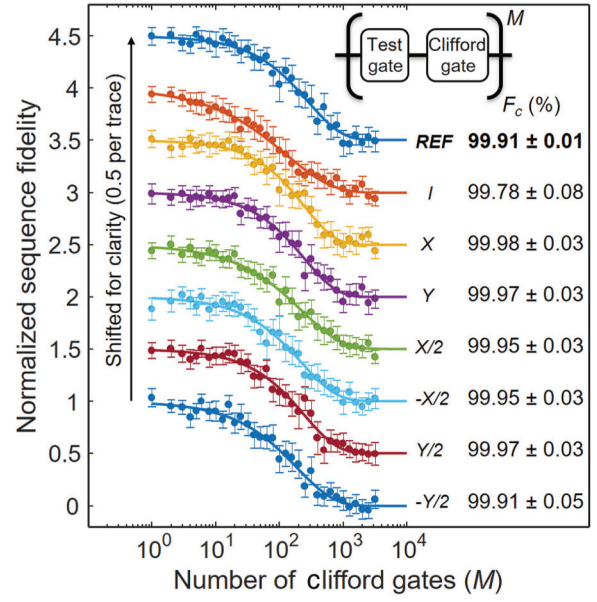 M
Test gate
Clifford gate
F_c (%)
4.5
4
3.5
3
2.5
2
1.5
1
0.5
0
Normalized sequence fidelity
Shifted for clarity (0.5 per trace)
REF 99.91 ± 0.01
I 99.78 ± 0.08
X 99.98 ± 0.03
Y 99.97 ± 0.03
X/2 99.95 ± 0.03
-X/2 99.95 ± 0.03
Y/2 99.97 ± 0.03
-Y/2 99.91 ± 0.05
10^0 10^1 10^2 10^3 10^4
Number of clifford gates (M)